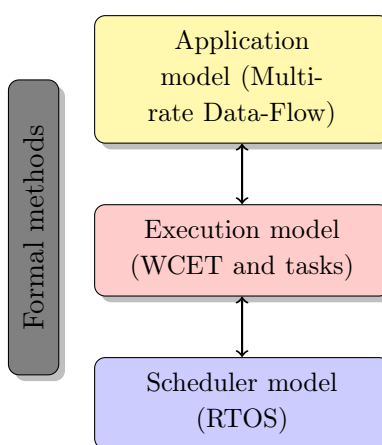 Application
model (Multi-
rate Data-Flow)
Formal methods
Execution model
(WCET and tasks)
Scheduler model
(RTOS)